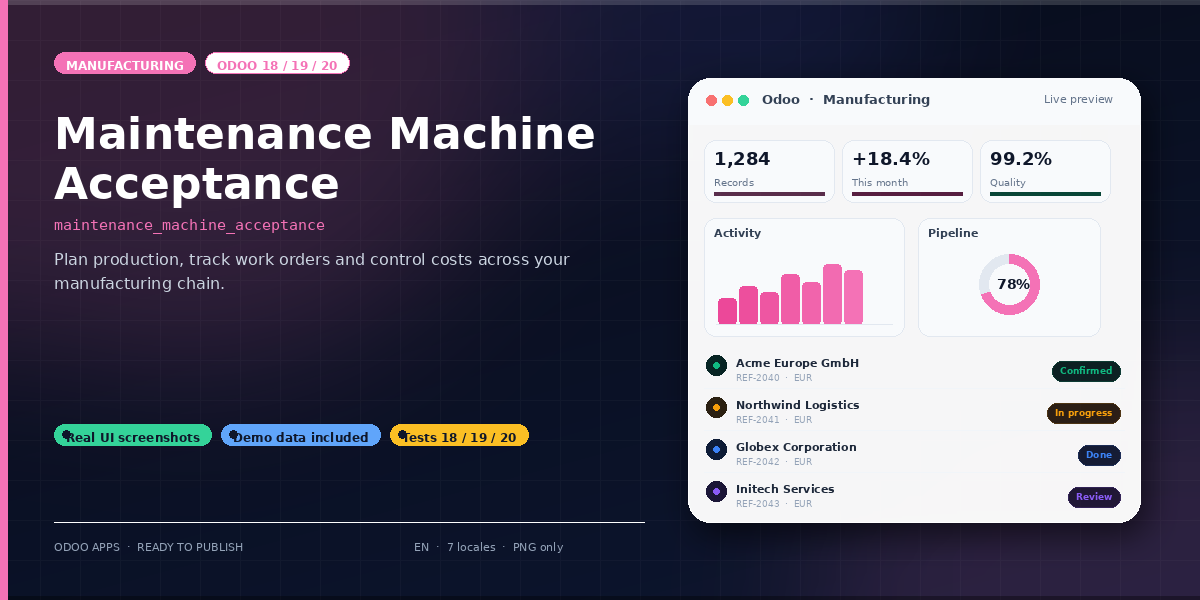 MANUFACTURING
ODOO 18 / 19 / 20
Maintenance Machine
Acceptance
maintenance_machine_acceptance
Plan production, track work orders and control costs across your
manufacturing chain.
Real UI screenshots
Demo data included
Tests 18 / 19 / 20
ODOO APPS · READY TO PUBLISH
EN · 7 locales · PNG only
Odoo · Manufacturing
Live preview
1,284
Records
+18.4%
This month
99.2%
Quality
Activity
Pipeline
78%
Acme Europe GmbH
REF-2040 · EUR
Confirmed
Northwind Logistics
REF-2041 · EUR
In progress
Globex Corporation
REF-2042 · EUR
Done
Initech Services
REF-2043 · EUR
Review